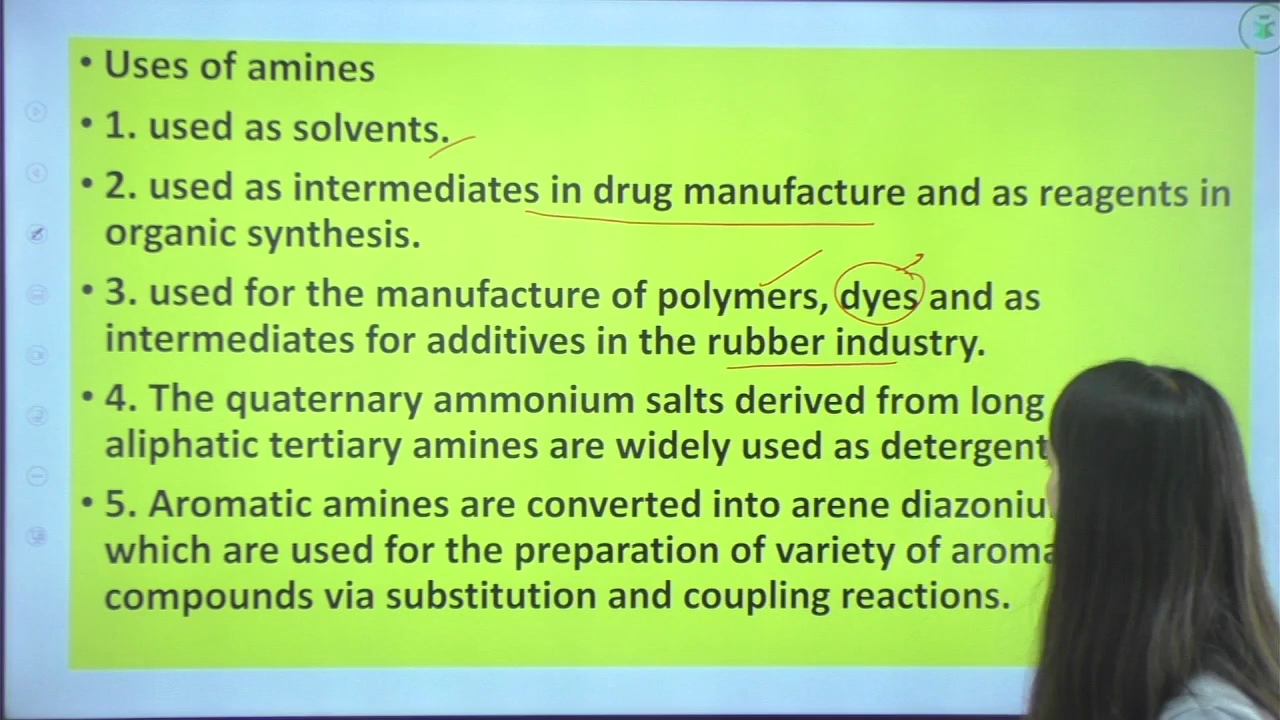 • Uses of amines
• 1. used as solvents.
• 2. used as intermediates in drug manufacture and as reagents in
organic synthesis.
• 3. used for the manufacture of polymers, dyes and as
intermediates for additives in the rubber industry.
• 4. The quaternary ammonium salts derived from long
aliphatic tertiary amines are widely used as detergent
• 5. Aromatic amines are converted into arene
which are used for the preparation of variety of
compounds via substitution and coupling reactions.